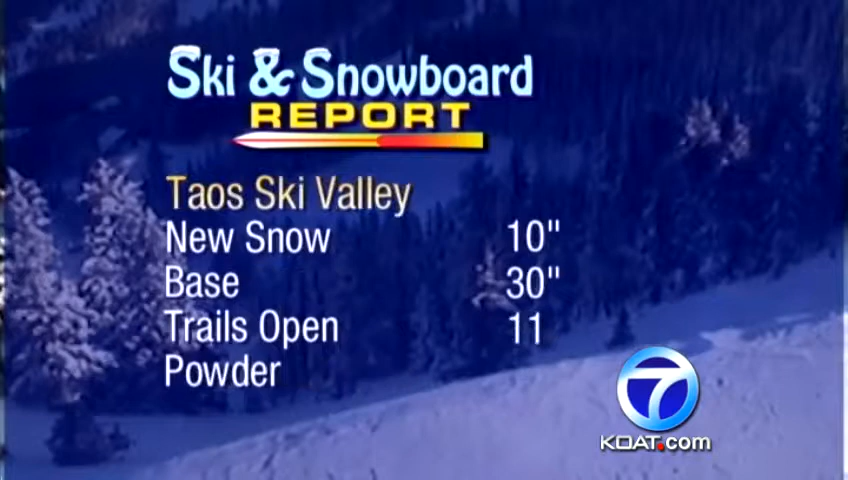 Ski & Snowboard
REPORT
Taos Ski Valley
New Snow 10"
Base 30"
Trails Open 11
Powder
7
KOAT.com